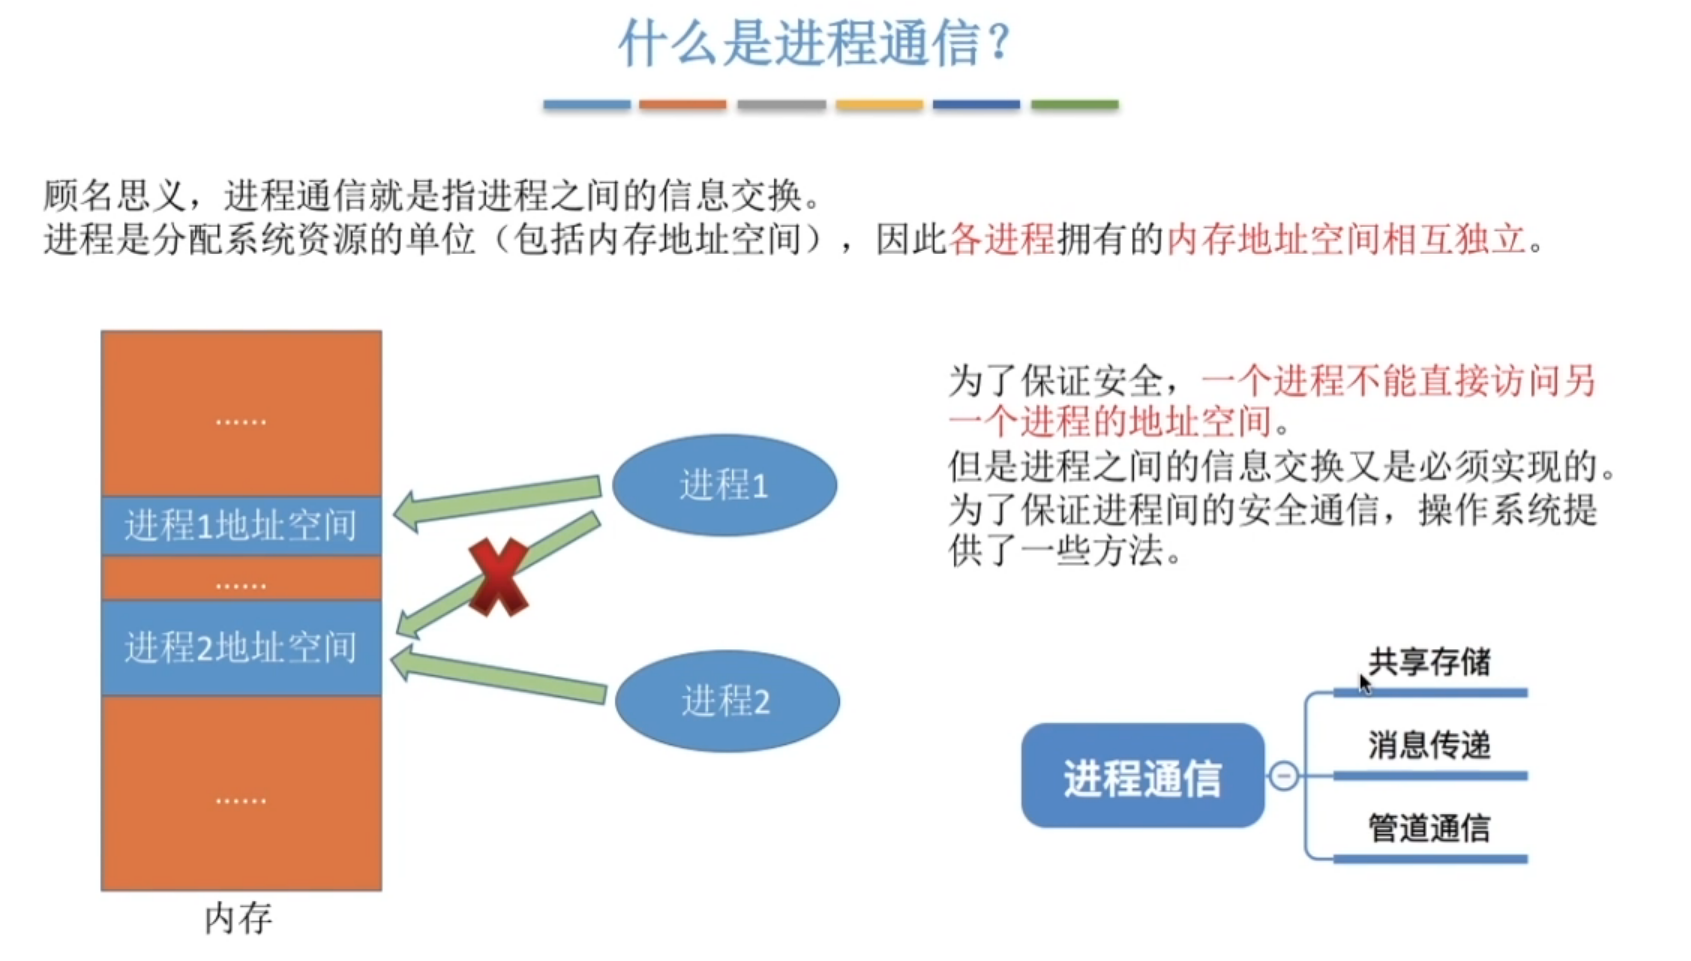 什么是进程通信？
顾名思义，进程通信就是指进程之间的信息交换。
进程是分配系统资源的单位（包括内存地址空间），因此各进程拥有的内存地址空间相互独立。
......
进程1地址空间
......
进程2地址空间
......
内存
进程1
进程2
为了保证安全，一个进程不能直接访问另
一个进程的地址空间。
但是进程之间的信息交换又是必须实现的。
为了保证进程间的安全通信，操作系统提
供了一些方法。
进程通信
共享存储
消息传递
管道通信